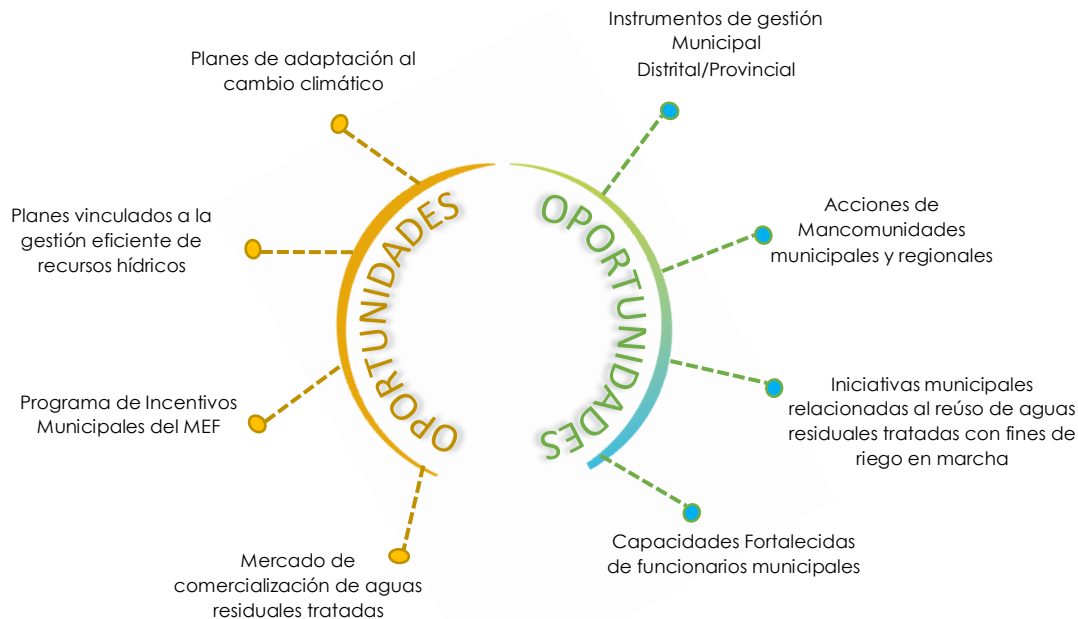 Planes de adaptación al
cambio climático
Planes vinculados a la
gestión eficiente de
recursos hídricos
Programa de Incentivos
Municipales del MEF
Mercado de
comercialización de aguas
residuales tratadas
OPORTUNIDADES
OPORTUNIDADES
Instrumentos de gestión
Municipal
Distrital/Provincial
Acciones de
Mancomunidades
municipales y regionales
Iniciativas municipales
relacionadas al reúso de aguas
residuales tratadas con fines de
riego en marcha
Capacidades Fortalecidas
de funcionarios municipales